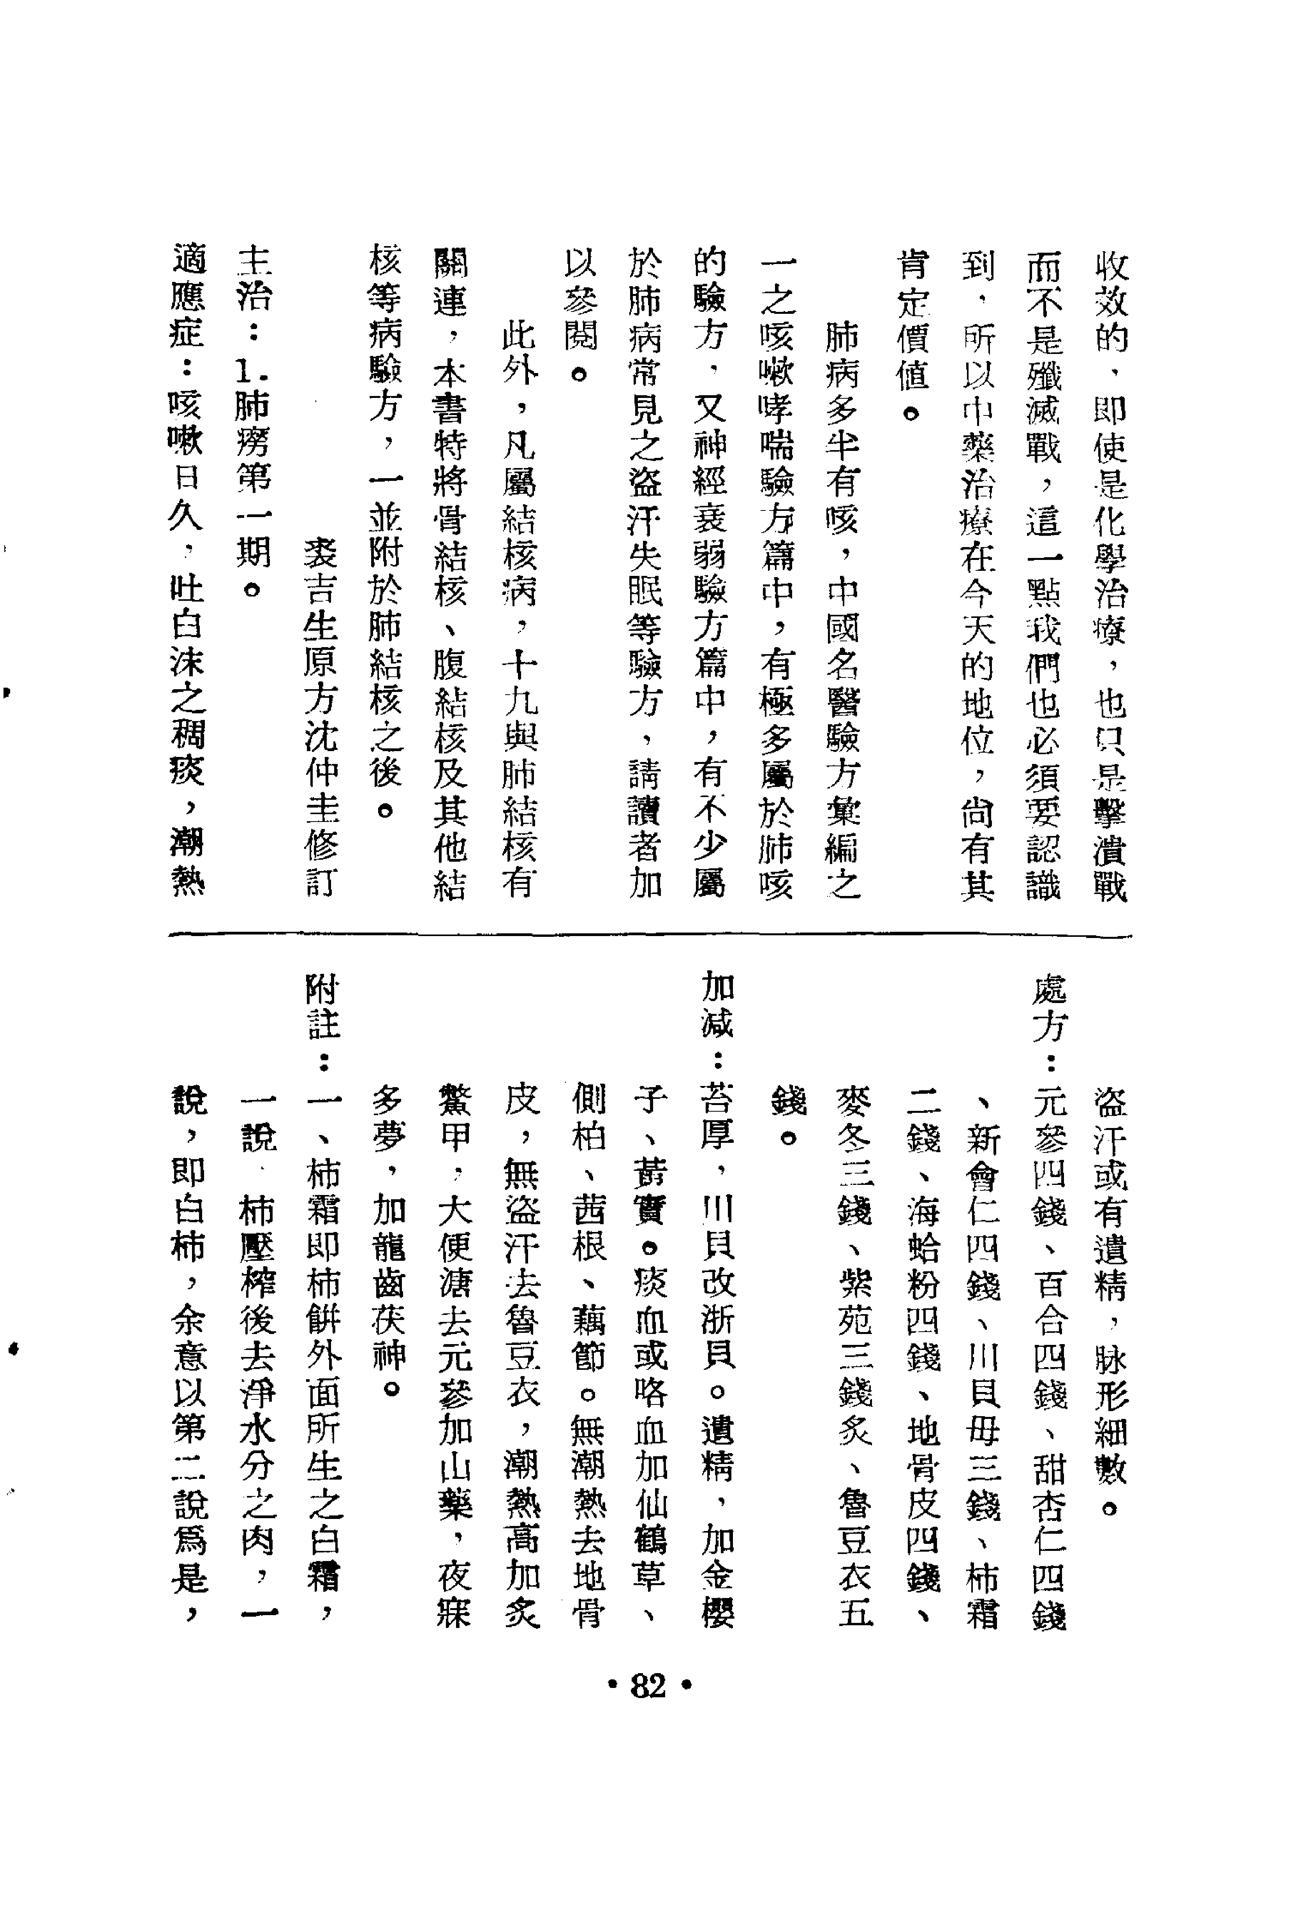 收效的，即使是化學治療，也只是擊潰戰
而不是殲滅戰，這一點我們也必須要認識
到，所以中藥治療在今天的地位，尚有其
肯定價值。
肺病多半有咳，中國名醫驗方彙編之
一之咳嗽哮喘驗方篇中，有極多屬於肺咳
的驗方，又神經衰弱驗方篇中，有不少屬
於肺病常見之盜汗失眠等驗方，請讀者加
以參閱。
此外，凡屬結核病，十九與肺結核有
關連，本書特將骨結核、腹結核及其他結
核等病驗方，一並附於肺結核之後。
裘吉生原方沈仲圭修訂
主治：1.肺癆第一期。
適應症：咳嗽日久，吐白沫之稠痰，潮熱
盜汗或有遺精，脉形細數。
處方：元參四錢、百合四錢、甜杏仁四錢
、新會仁四錢、川貝毋三錢、柿霜
二錢、海蛤粉四錢、地骨皮四錢、
麥冬三錢、紫苑三錢炙、魯豆衣五
錢。
加減：苔厚，川貝改浙貝。遺精，加金櫻
子、黃實。痰血或咯血加仙鶴草、
側柏、茜根、藕節。無潮熱去地骨
皮，無盜汗去魯豆衣，潮熱高加炙
鱉甲，大便溏去元參加山藥，夜寐
多夢，加龍齒茯神。
附註：一、柿霜即柿餅外面所生之白霜，
一說，柿壓榨後去淨水分之肉，一
說，即白柿，余意以第二說爲是，
• 82 •